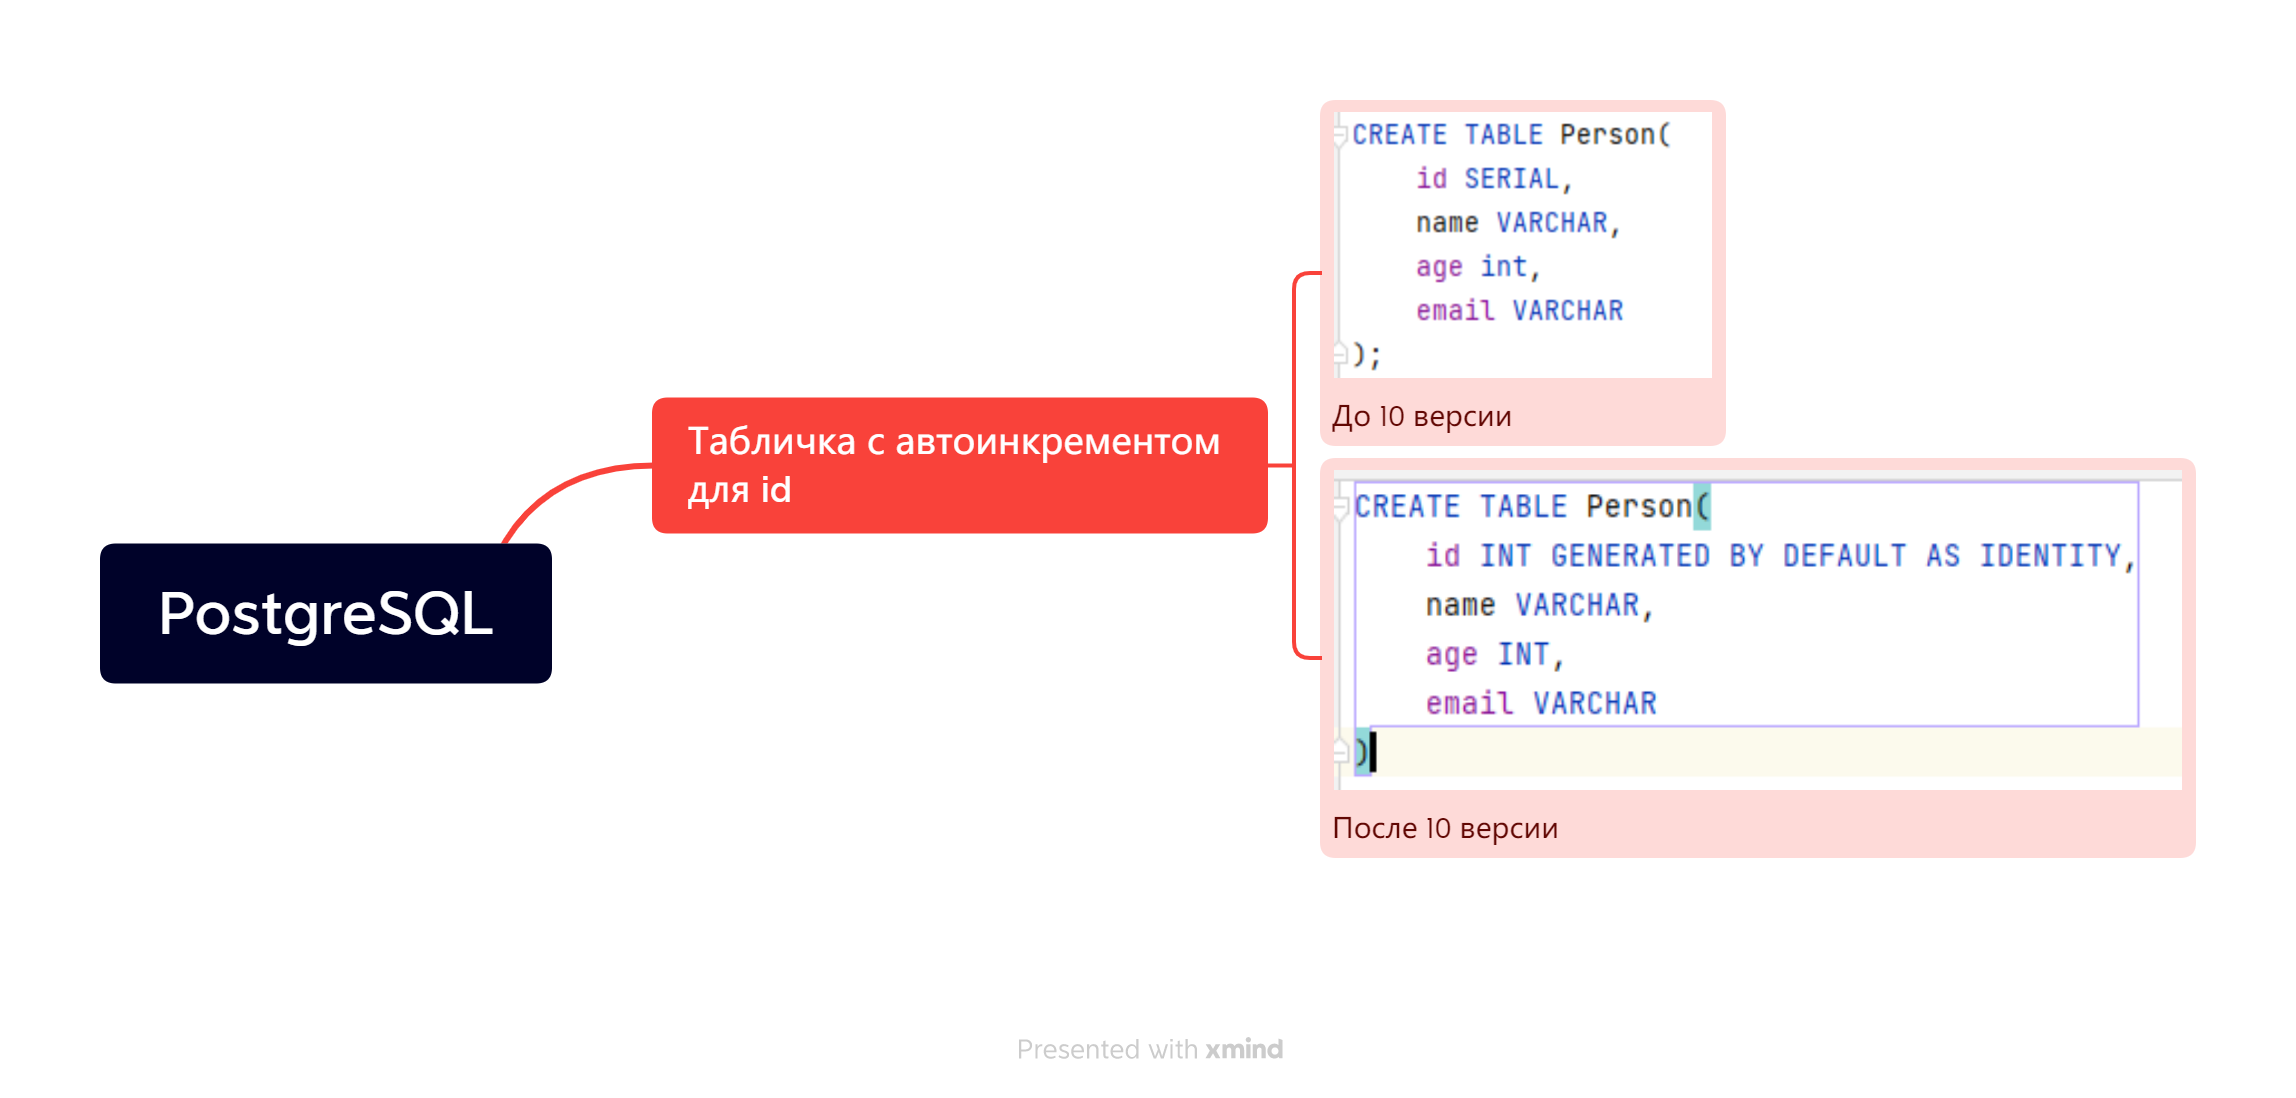 PostgreSQL
Табличка с автоинкрементом
для id
CREATE TABLE Person(
id SERIAL,
name VARCHAR,
age int,
email VARCHAR
);
До 10 версии
CREATE TABLE Person(
id INT GENERATED BY DEFAULT AS IDENTITY,
name VARCHAR,
age INT,
email VARCHAR
)
После 10 версии
Presented with xmind